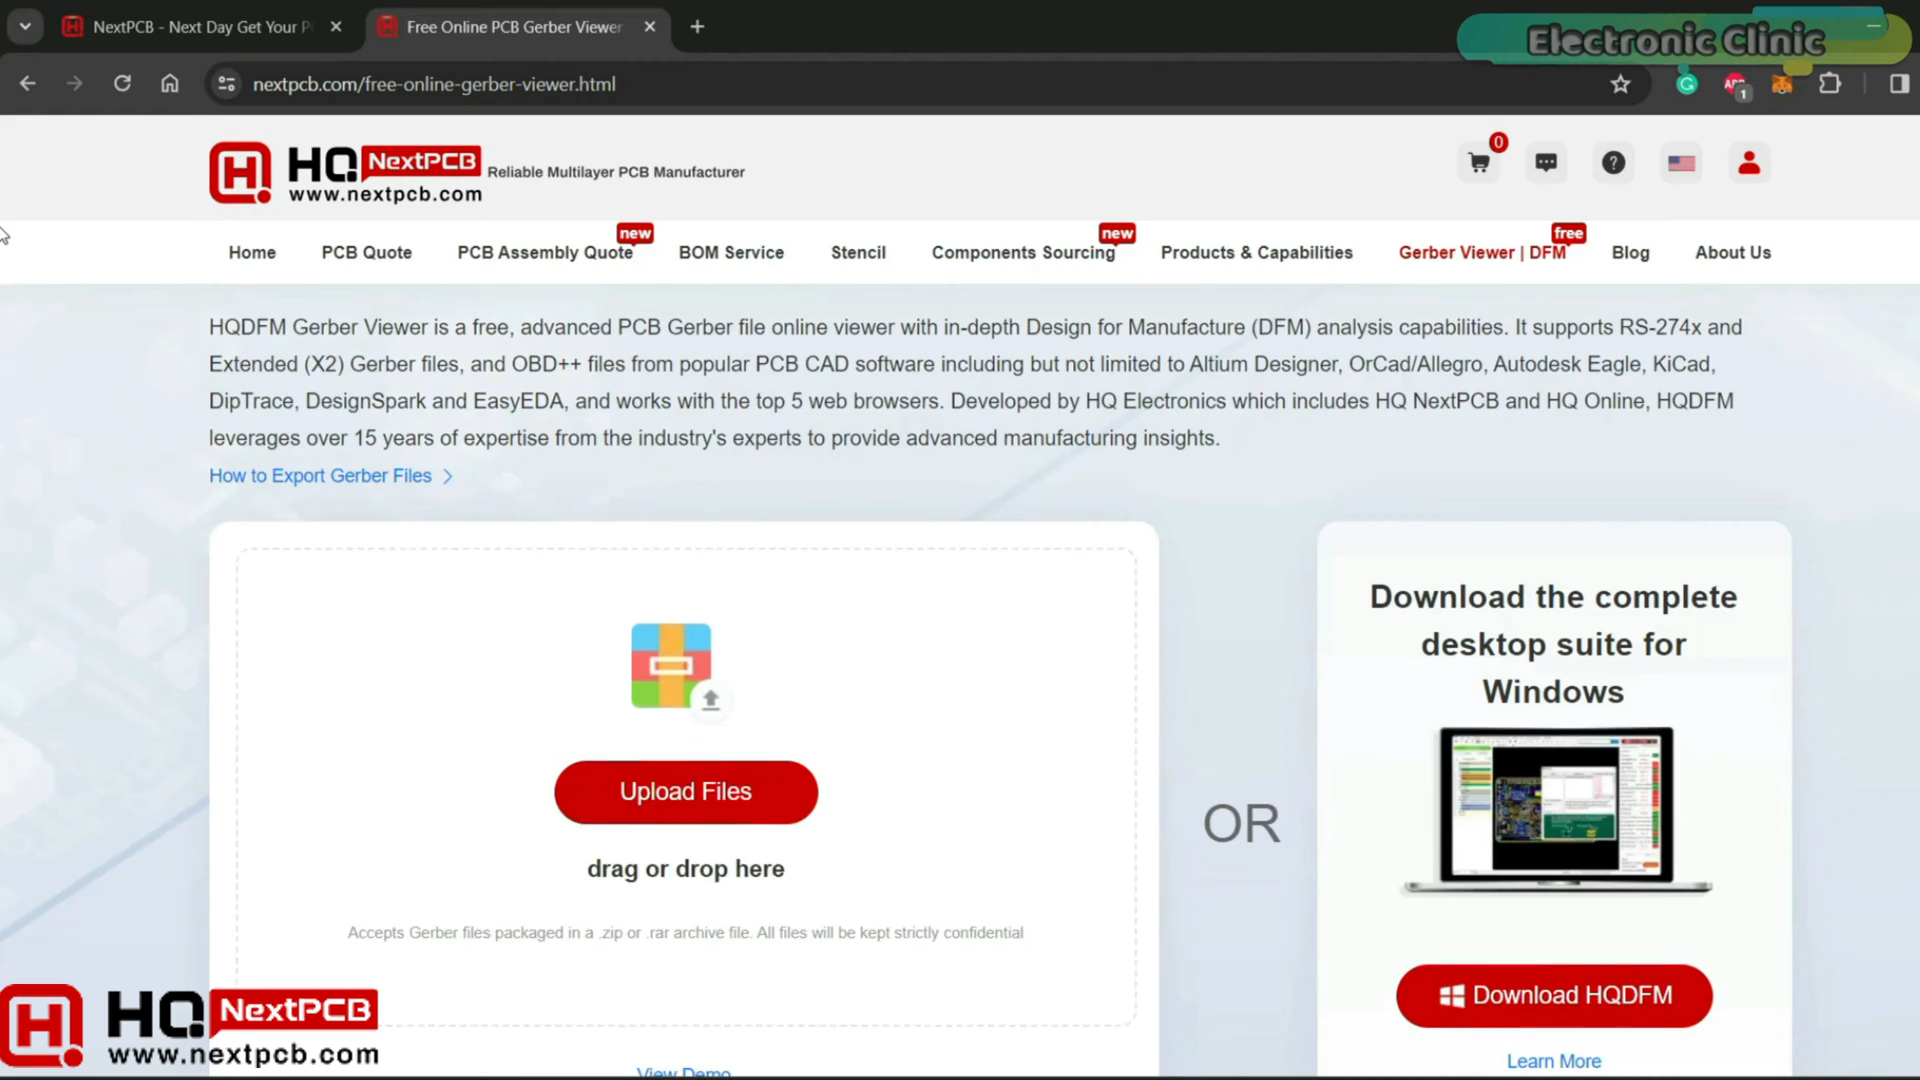 NextPCB - Next Day Get Your P
Free Online PCB Gerber Viewer
Electronic Clinic
nextpcb.com/free-online-gerber-viewer.html
1
HQ NextPCB
www.nextpcb.com
Reliable Multilayer PCB Manufacturer
0
Home
PCB Quote
PCB Assembly Quote
new
BOM Service
Stencil
Components Sourcing
new
Products & Capabilities
Gerber Viewer | DFM
free
Blog
About Us
HQDFM Gerber Viewer is a free, advanced PCB Gerber file online viewer with in-depth Design for Manufacture (DFM) analysis capabilities. It supports RS-274x and
Extended (X2) Gerber files, and OBD++ files from popular PCB CAD software including but not limited to Altium Designer, OrCad/Allegro, Autodesk Eagle, KiCad,
DipTrace, DesignSpark and EasyEDA, and works with the top 5 web browsers. Developed by HQ Electronics which includes HQ NextPCB and HQ Online, HQDFM
leverages over 15 years of expertise from the industry's experts to provide advanced manufacturing insights.
How to Export Gerber Files
Upload Files
drag or drop here
Accepts Gerber files packaged in a .zip or .rar archive file. All files will be kept strictly confidential
View Demo
OR
Download the complete
desktop suite for
Windows
Download HQDFM
Learn More
HQ NextPCB
www.nextpcb.com